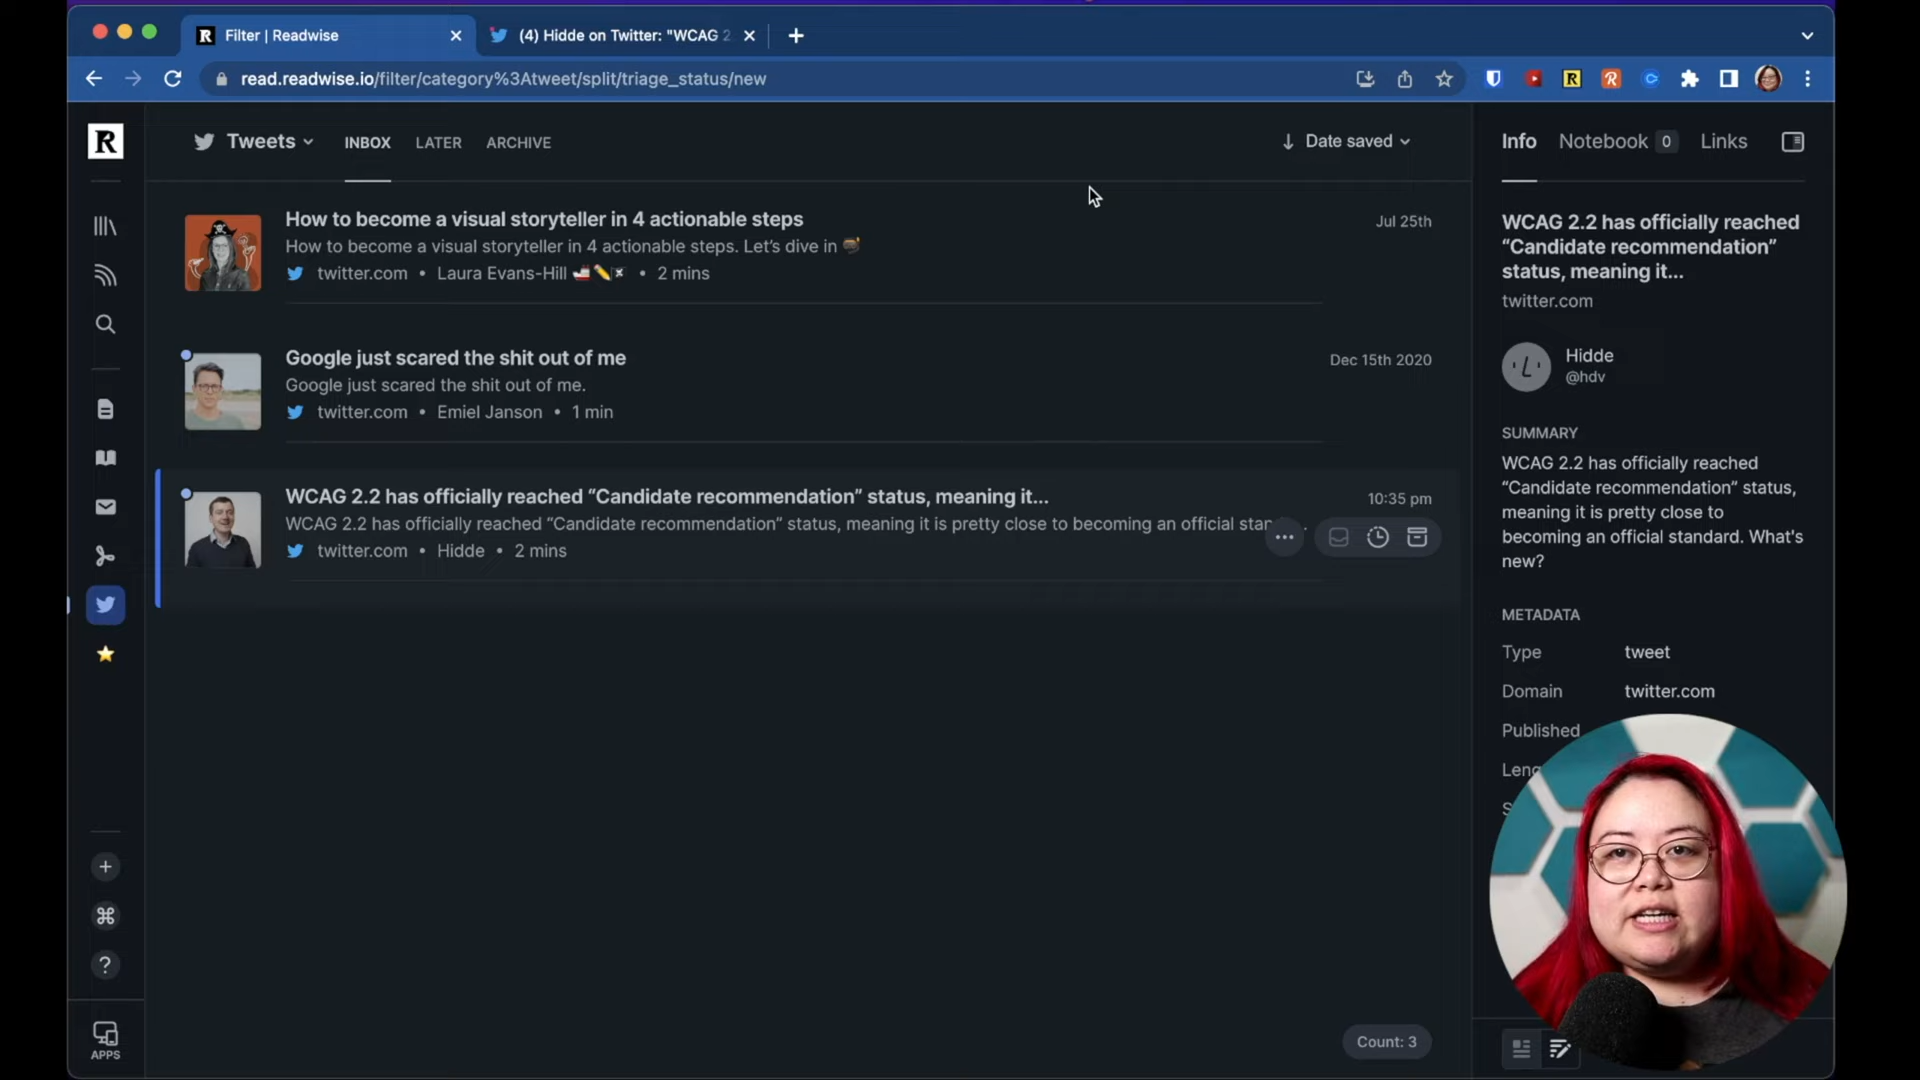 R Filter | Readwise
(4) Hidde on Twitter: "WCAG 2
read.readwise.io/filter/category%3Atweet/split/triage_status/new
R
Tweets
INBOX
LATER
ARCHIVE
Date saved
Info
Notebook 0
Links
How to become a visual storyteller in 4 actionable steps
Jul 25th
How to become a visual storyteller in 4 actionable steps. Let's dive in
twitter.com • Laura Evans-Hill • 2 mins
Google just scared the shit out of me
Dec 15th 2020
Google just scared the shit out of me.
twitter.com • Emiel Janson • 1 min
WCAG 2.2 has officially reached “Candidate recommendation” status, meaning it...
10:35 pm
WCAG 2.2 has officially reached “Candidate recommendation” status, meaning it is pretty close to becoming an official
twitter.com • Hidde • 2 mins
WCAG 2.2 has officially reached
“Candidate recommendation”
status, meaning it...
twitter.com
Hidde
@hdv
SUMMARY
WCAG 2.2 has officially reached
“Candidate recommendation” status,
meaning it is pretty close to
becoming an official standard. What's
new?
METADATA
Type tweet
Domain twitter.com
Published
APPS
Count: 3